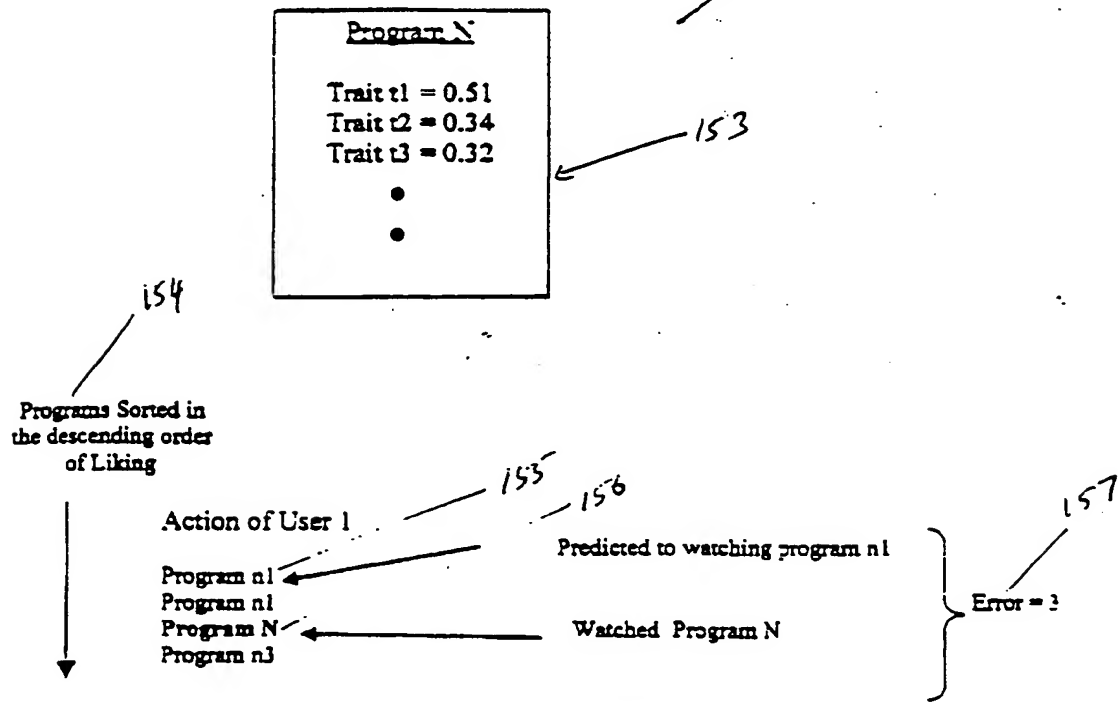 Program N
Trait t1 = 0.51
Trait t2 = 0.34
Trait t3 = 0.32
153
154
Programs Sorted in
the descending order
of Liking
155
156
157
Action of User 1
Predicted to watching program n1
Program n1
Program n1
Program N
Program n3
Watched Program N
Error = 3